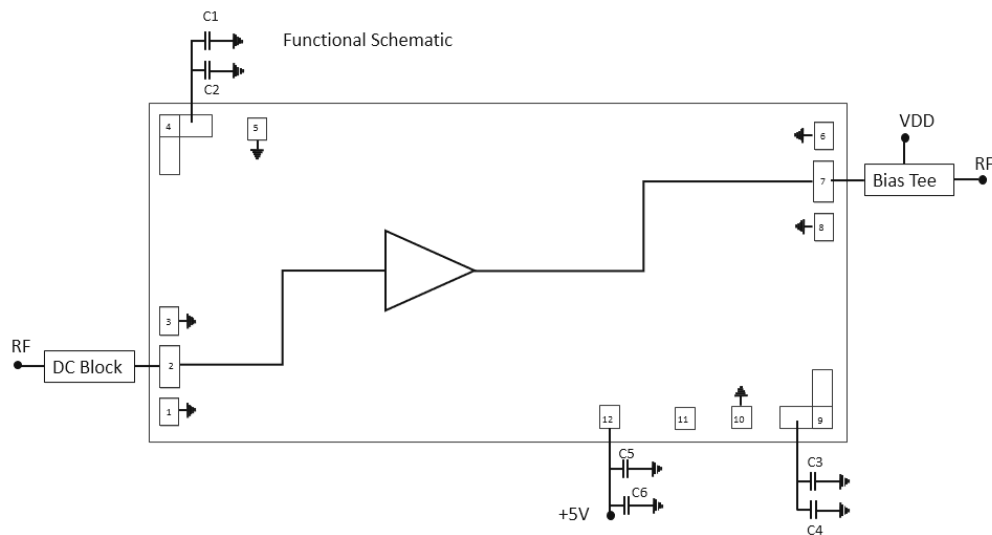 C1
Functional Schematic
C2
4
5
6
VDD
7
Bias Tee
RF
8
3
RF
DC Block
2
1
12
11
10
9
C5
C3
C6
+5V
C4